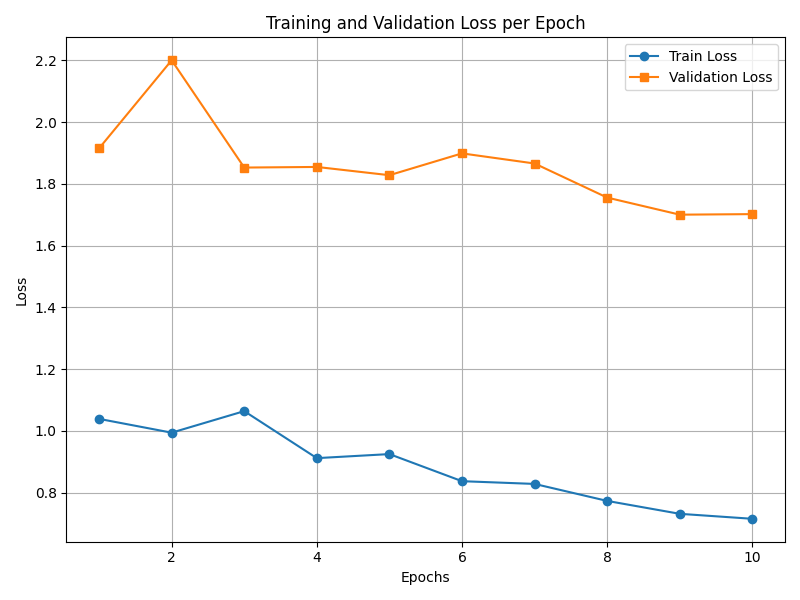 Training and Validation Loss per Epoch
Train Loss
Validation Loss
Loss
2.2
2.0
1.8
1.6
1.4
1.2
1.0
0.8
2 4 6 8 10
Epochs